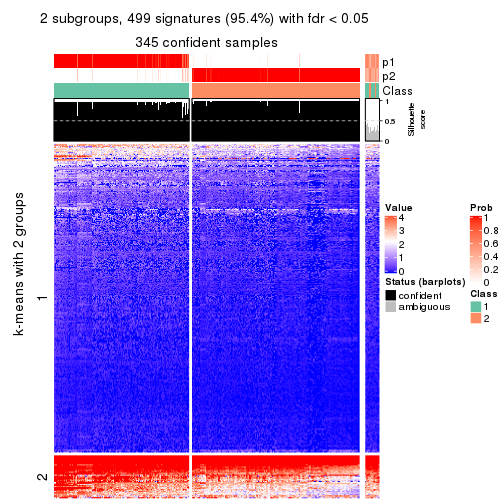 2 subgroups, 499 signatures (95.4%) with fdr < 0.05
345 confident samples
p1
p2
Class
1
0.5
0
Silhouette
score
k-means with 2 groups
1
2
Value
4
3
2
1
0
Status (barplots)
confident
ambiguous
Prob
1
0.8
0.6
0.4
0.2
0
Class
1
2